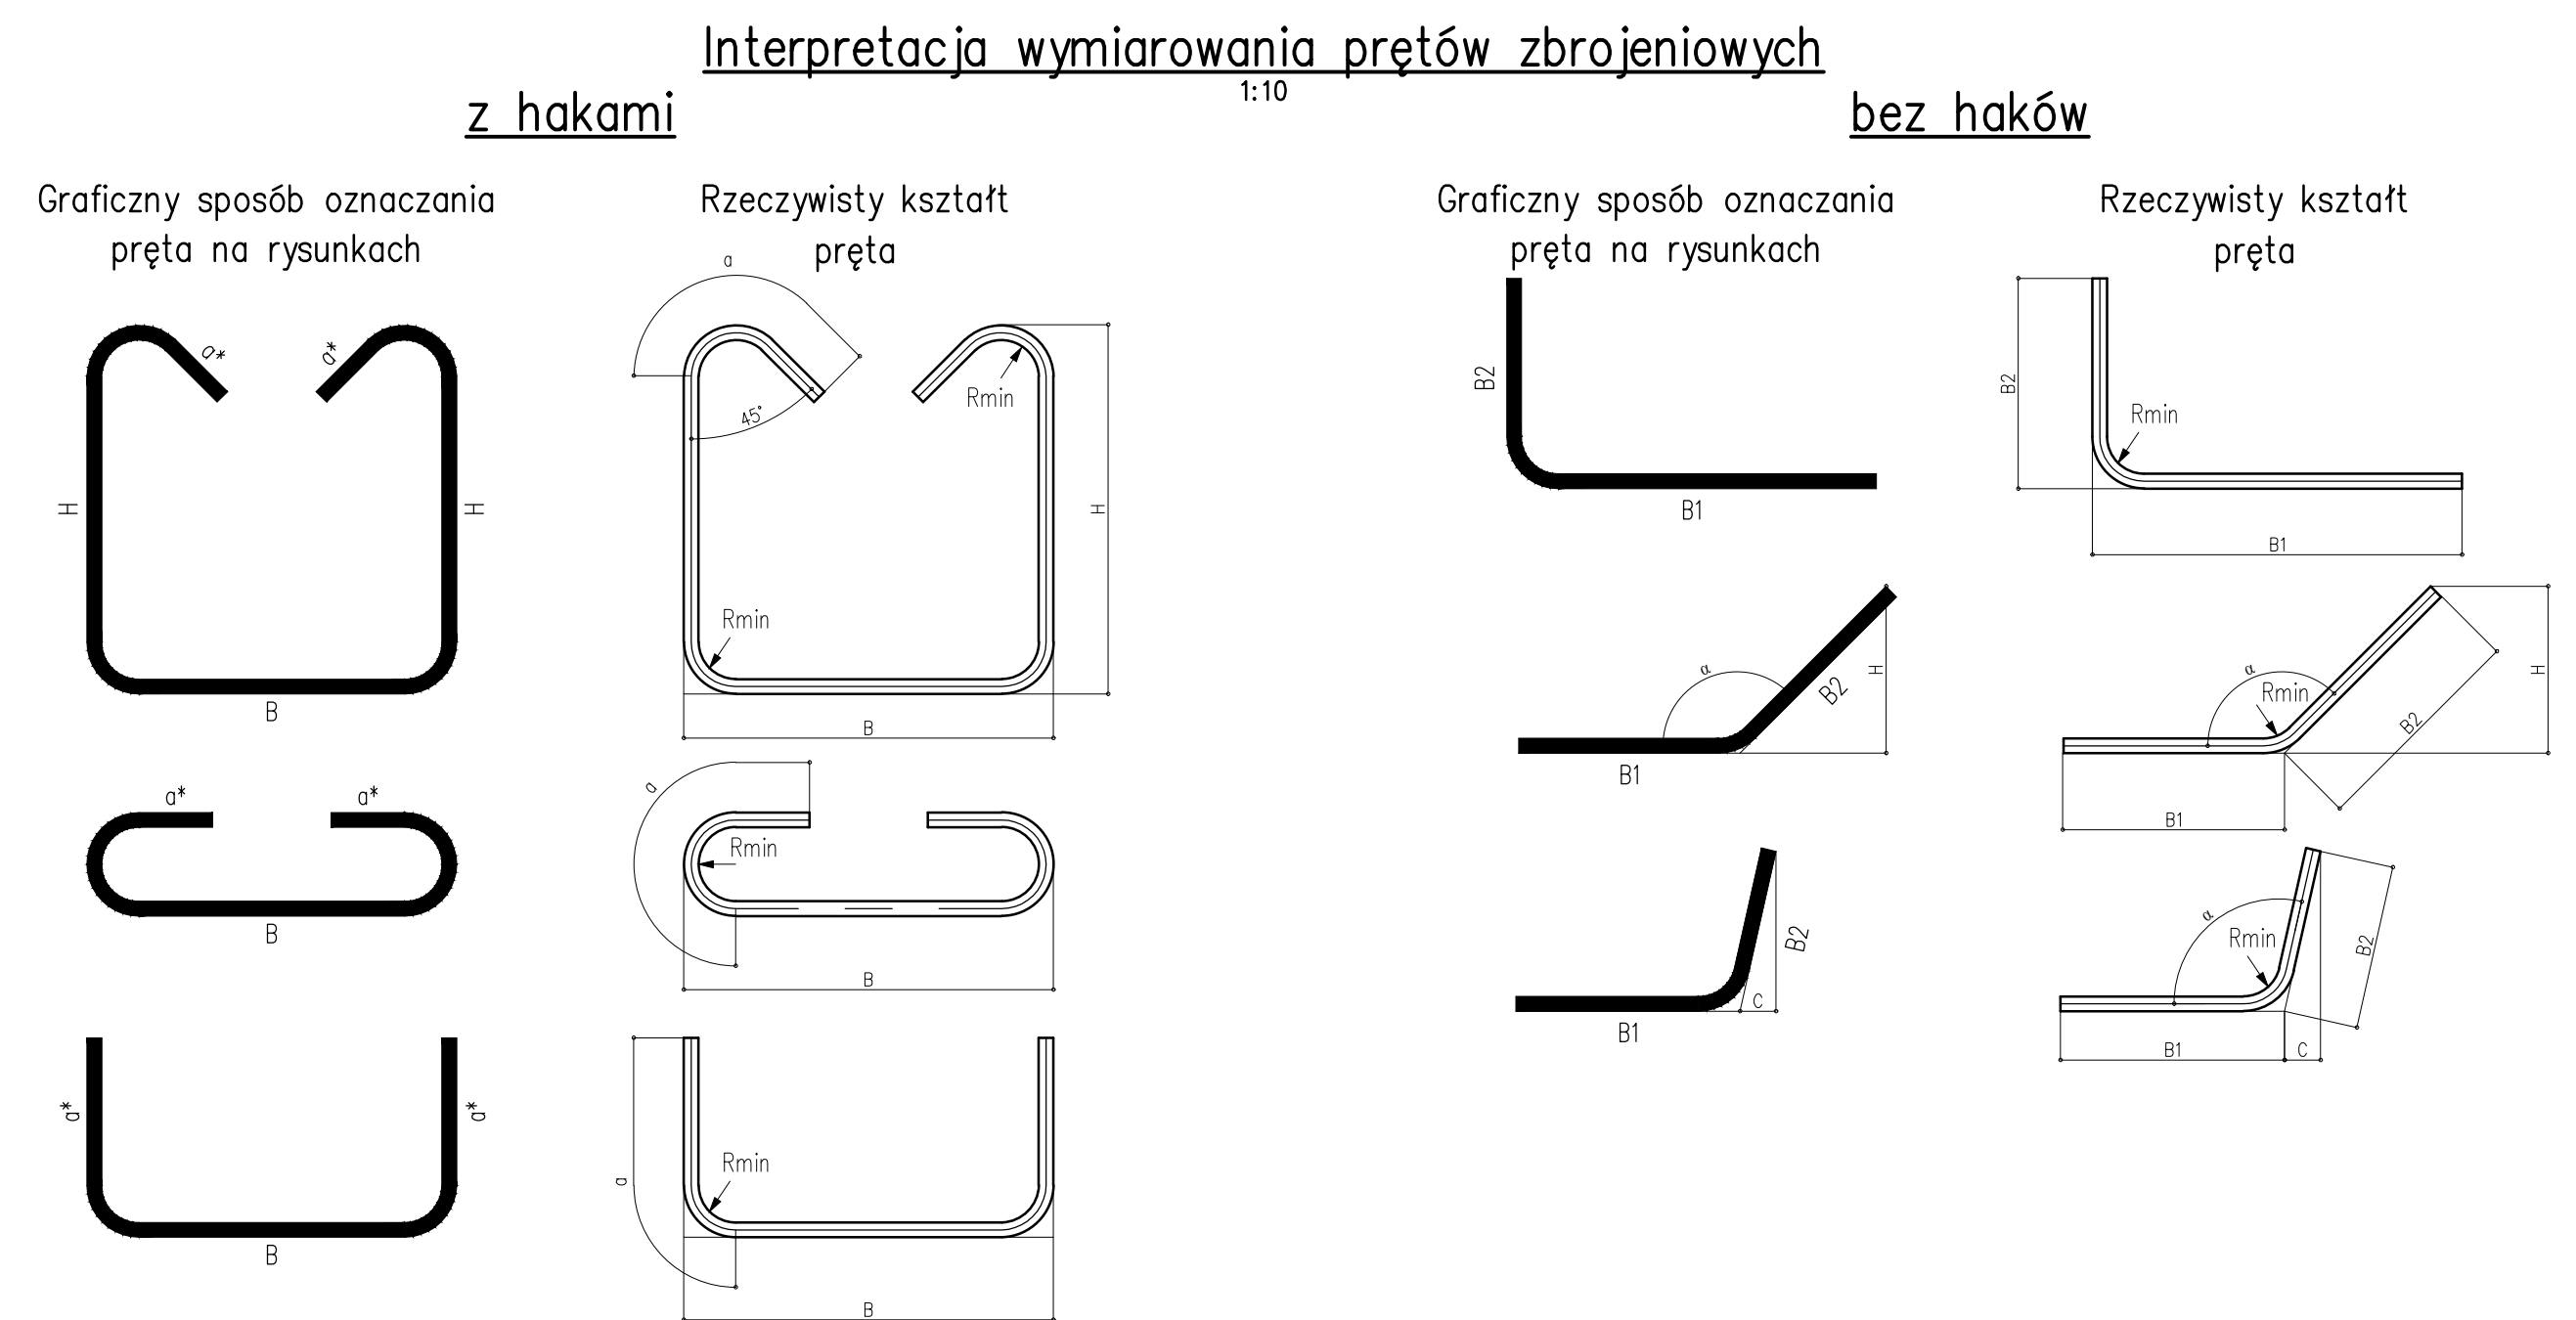 Interpretacja wymiarowania prętów zbrojeniowych
1:10
z hakami
bez haków
Graficzny sposób oznaczania
pręta na rysunkach
Rzeczywisty kształt
pręta
Graficzny sposób oznaczania
pręta na rysunkach
Rzeczywisty kształt
pręta
a*
a*
H
H
B
a
45°
Rmin
Rmin
H
B
a*
a*
B
a
Rmin
B
a*
a*
B
a
Rmin
B
B2
B1
B2
Rmin
B1
α
B2
H
B1
α
Rmin
B2
H
B1
B2
C
B1
α
Rmin
B2
B1
C